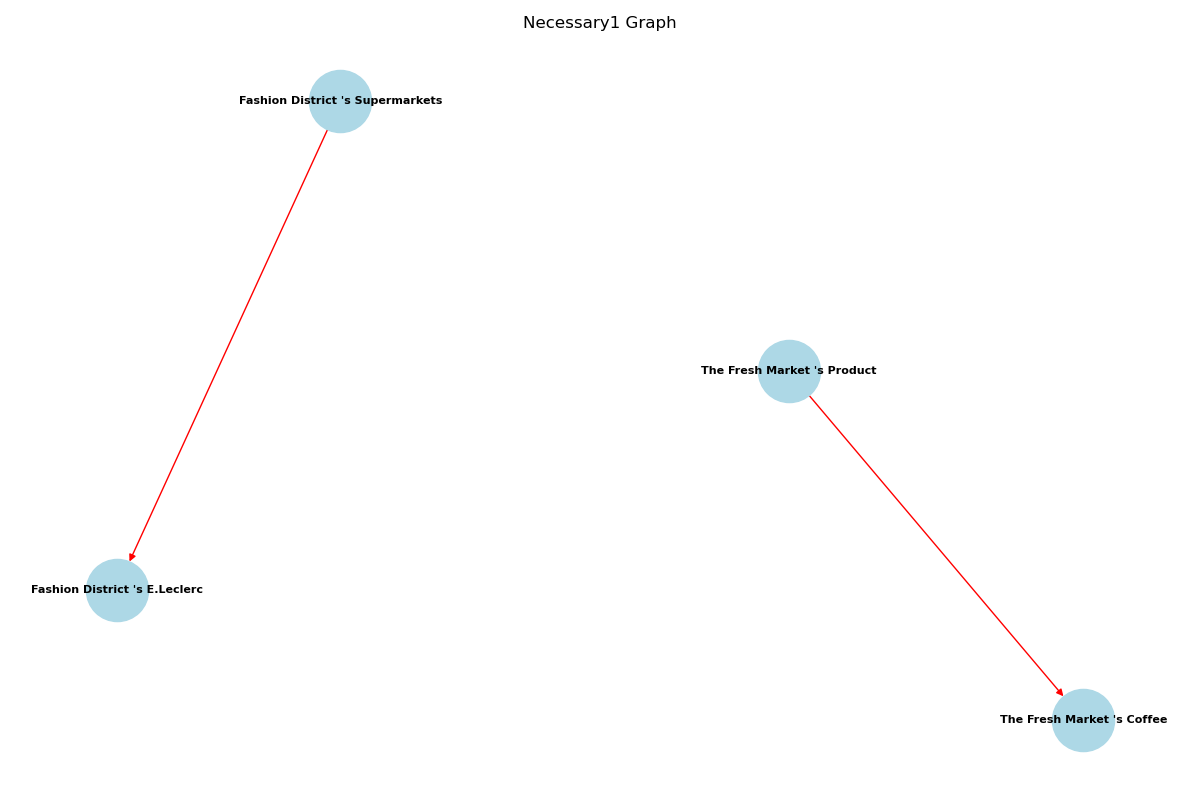 Necessary1 Graph
Fashion District 's Supermarkets
The Fresh Market 's Product
Fashion District 's E.Leclerc
The Fresh Market 's Coffee